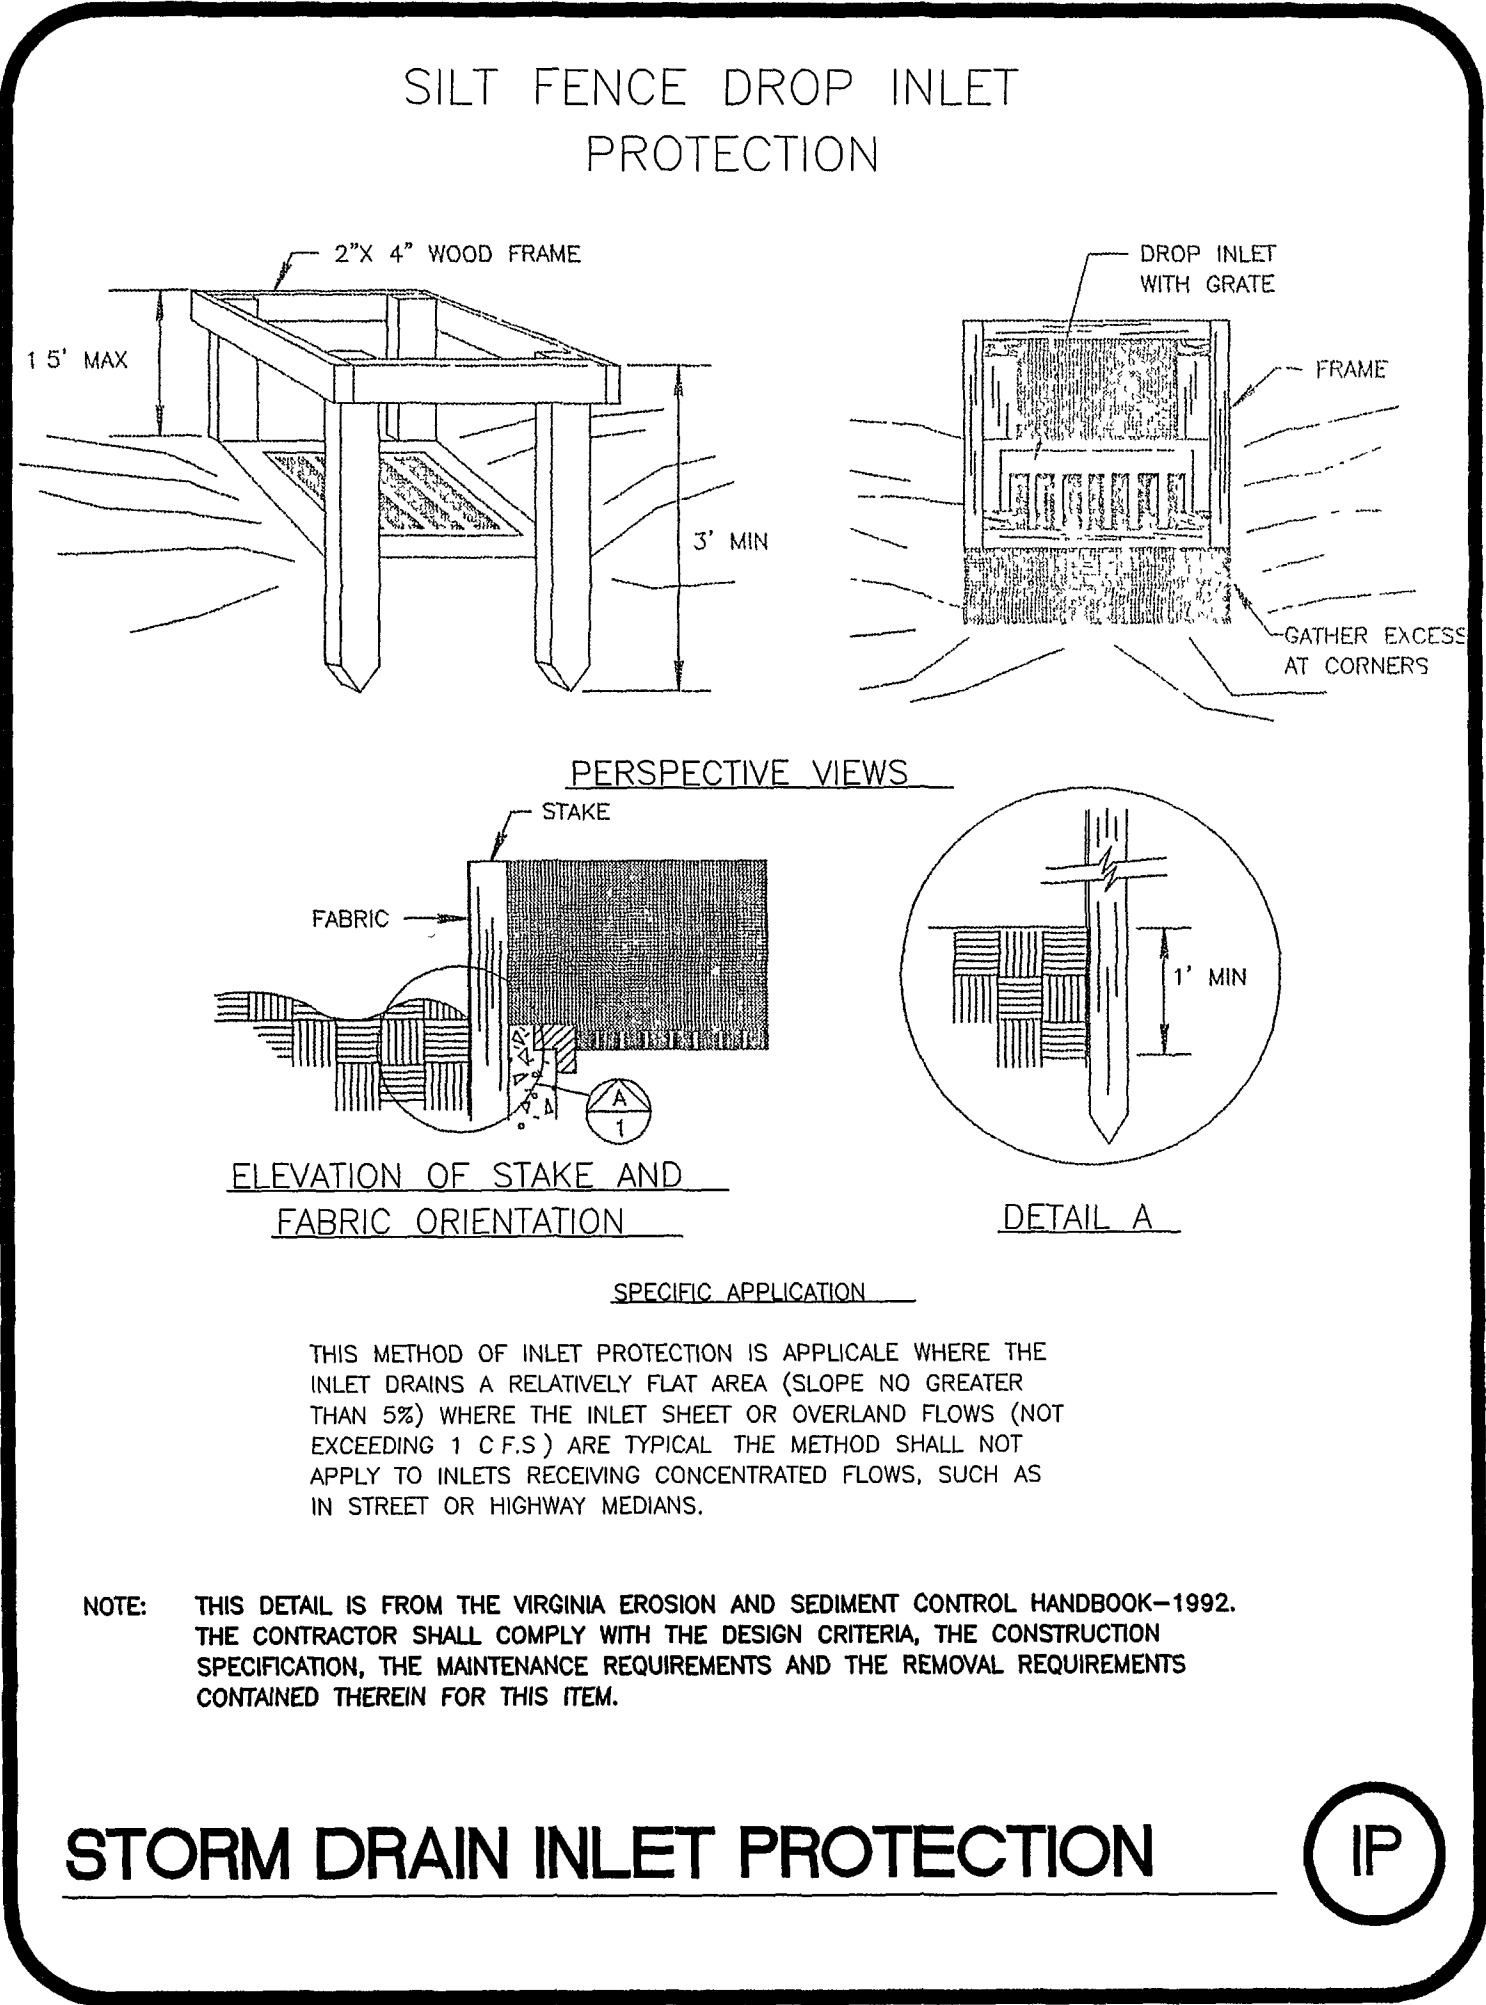 SILT FENCE DROP INLET
PROTECTION
2"X 4" WOOD FRAME
DROP INLET
WITH GRATE
1 5' MAX
FRAME
3' MIN
GATHER EXCESS
AT CORNERS
PERSPECTIVE VIEWS
STAKE
FABRIC
1' MIN
A
1
ELEVATION OF STAKE AND
FABRIC ORIENTATION
DETAIL A
SPECIFIC APPLICATION
THIS METHOD OF INLET PROTECTION IS APPLICALE WHERE THE
INLET DRAINS A RELATIVELY FLAT AREA (SLOPE NO GREATER
THAN 5%) WHERE THE INLET SHEET OR OVERLAND FLOWS (NOT
EXCEEDING 1 C F.S ) ARE TYPICAL THE METHOD SHALL NOT
APPLY TO INLETS RECEIVING CONCENTRATED FLOWS, SUCH AS
IN STREET OR HIGHWAY MEDIANS.
NOTE: THIS DETAIL IS FROM THE VIRGINIA EROSION AND SEDIMENT CONTROL HANDBOOK-1992.
THE CONTRACTOR SHALL COMPLY WITH THE DESIGN CRITERIA, THE CONSTRUCTION
SPECIFICATION, THE MAINTENANCE REQUIREMENTS AND THE REMOVAL REQUIREMENTS
CONTAINED THEREIN FOR THIS ITEM.
STORM DRAIN INLET PROTECTION
IP